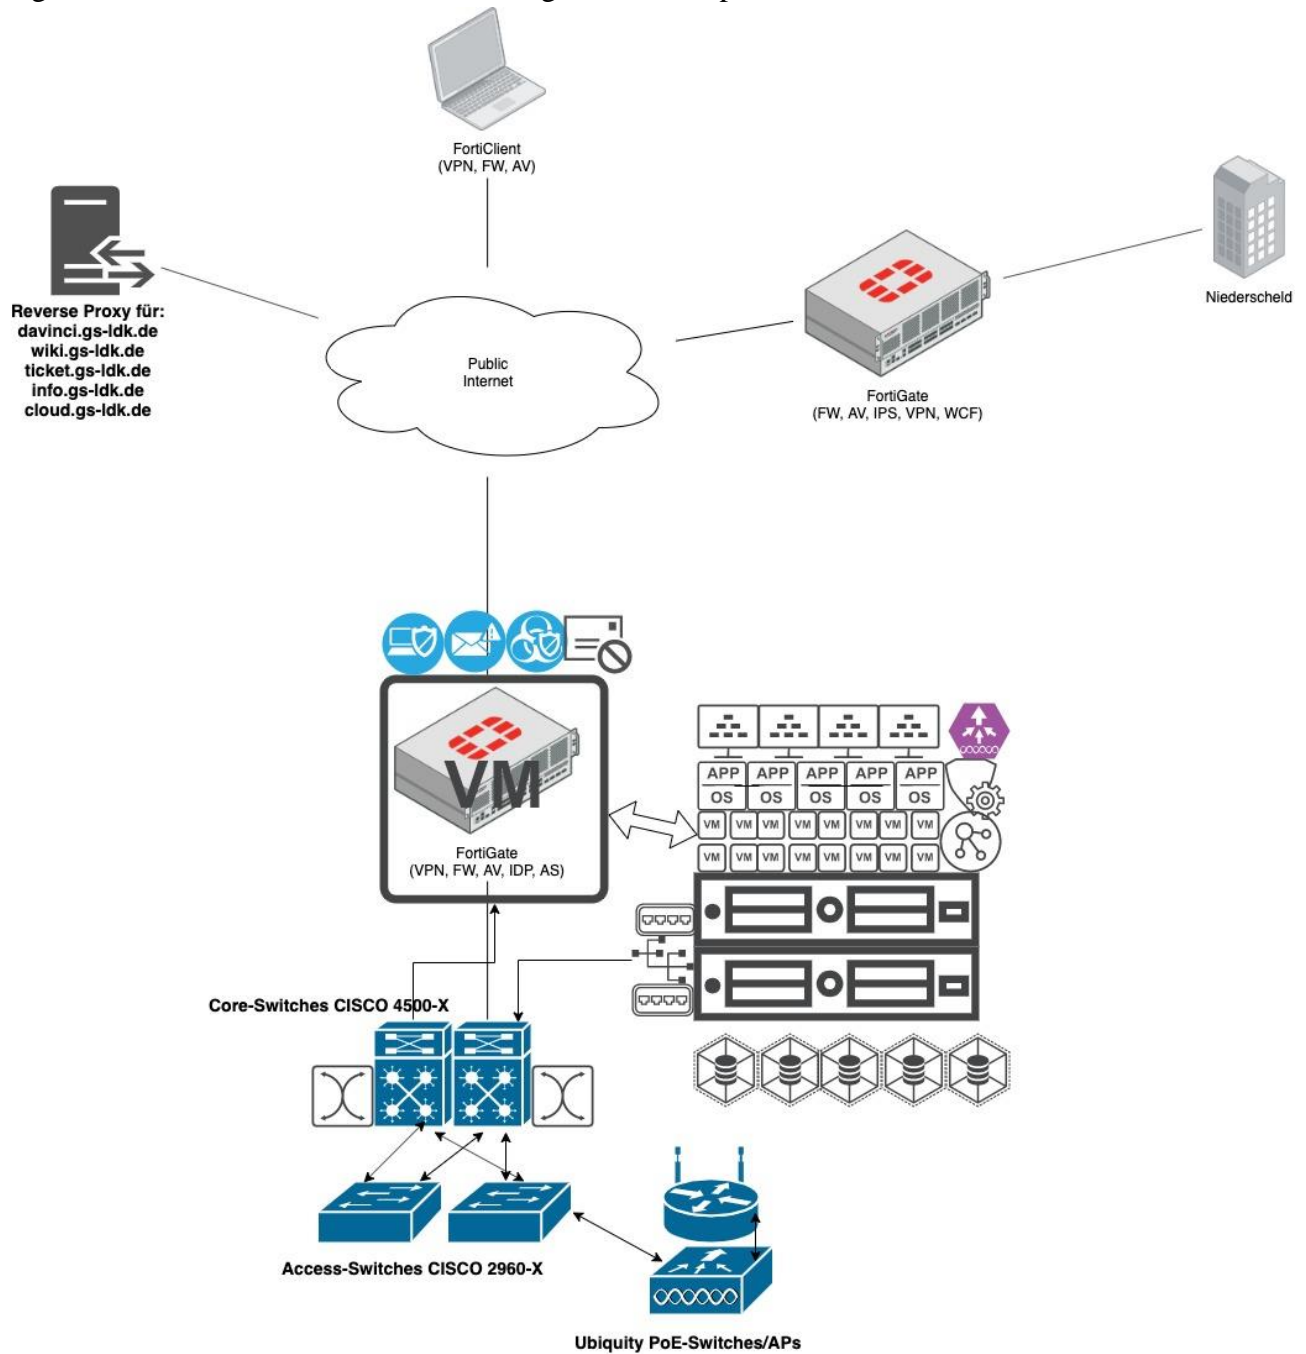 FortiClient
(VPN, FW, AV)
Reverse Proxy für:
davinci.gs-ldk.de
wiki.gs-ldk.de
ticket.gs-ldk.de
info.gs-ldk.de
cloud.gs-ldk.de
Public
Internet
FortiGate
(FW, AV, IPS, VPN, WCF)
Niederscheld
VM
FortiGate
(VPN, FW, AV, IDP, AS)
APP APP APP APP APP
OS OS OS OS OS
VM VM VM VM VM VM VM VM
VM VM VM VM VM VM VM VM
Core-Switches CISCO 4500-X
Access-Switches CISCO 2960-X
Ubiquity PoE-Switches/APs